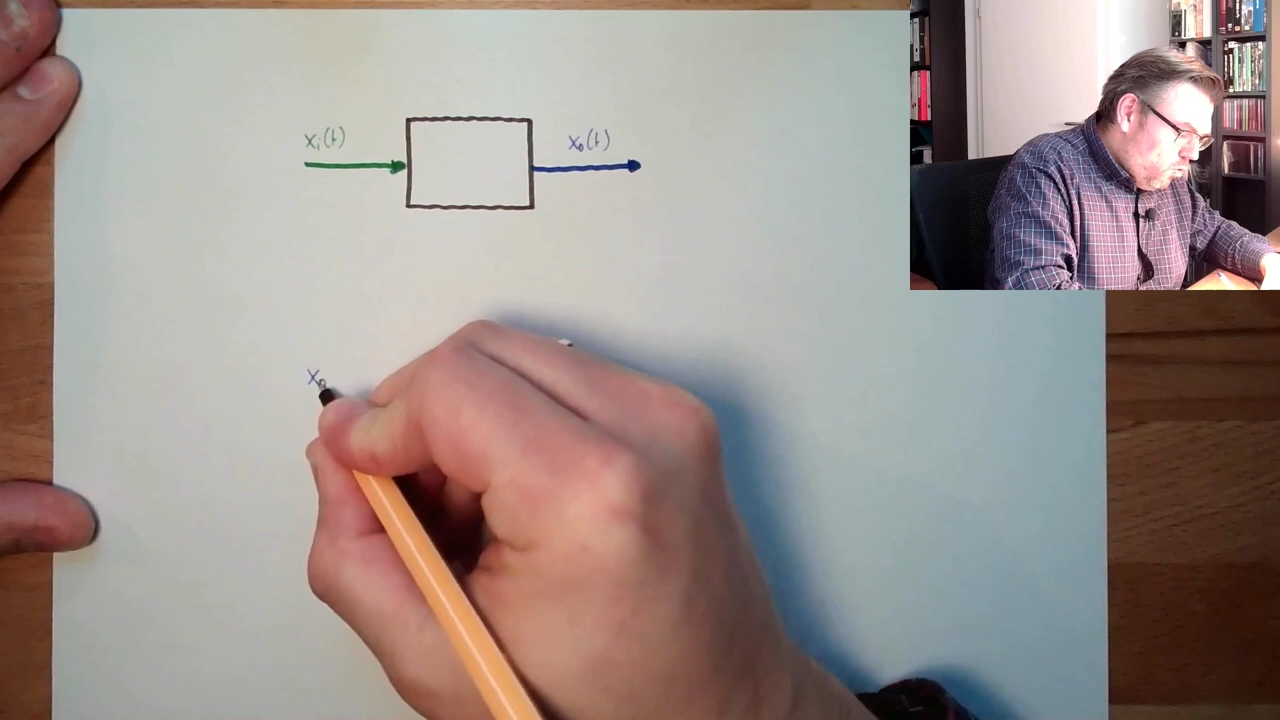 xᵢ(t)
xₒ(t)
xₒ